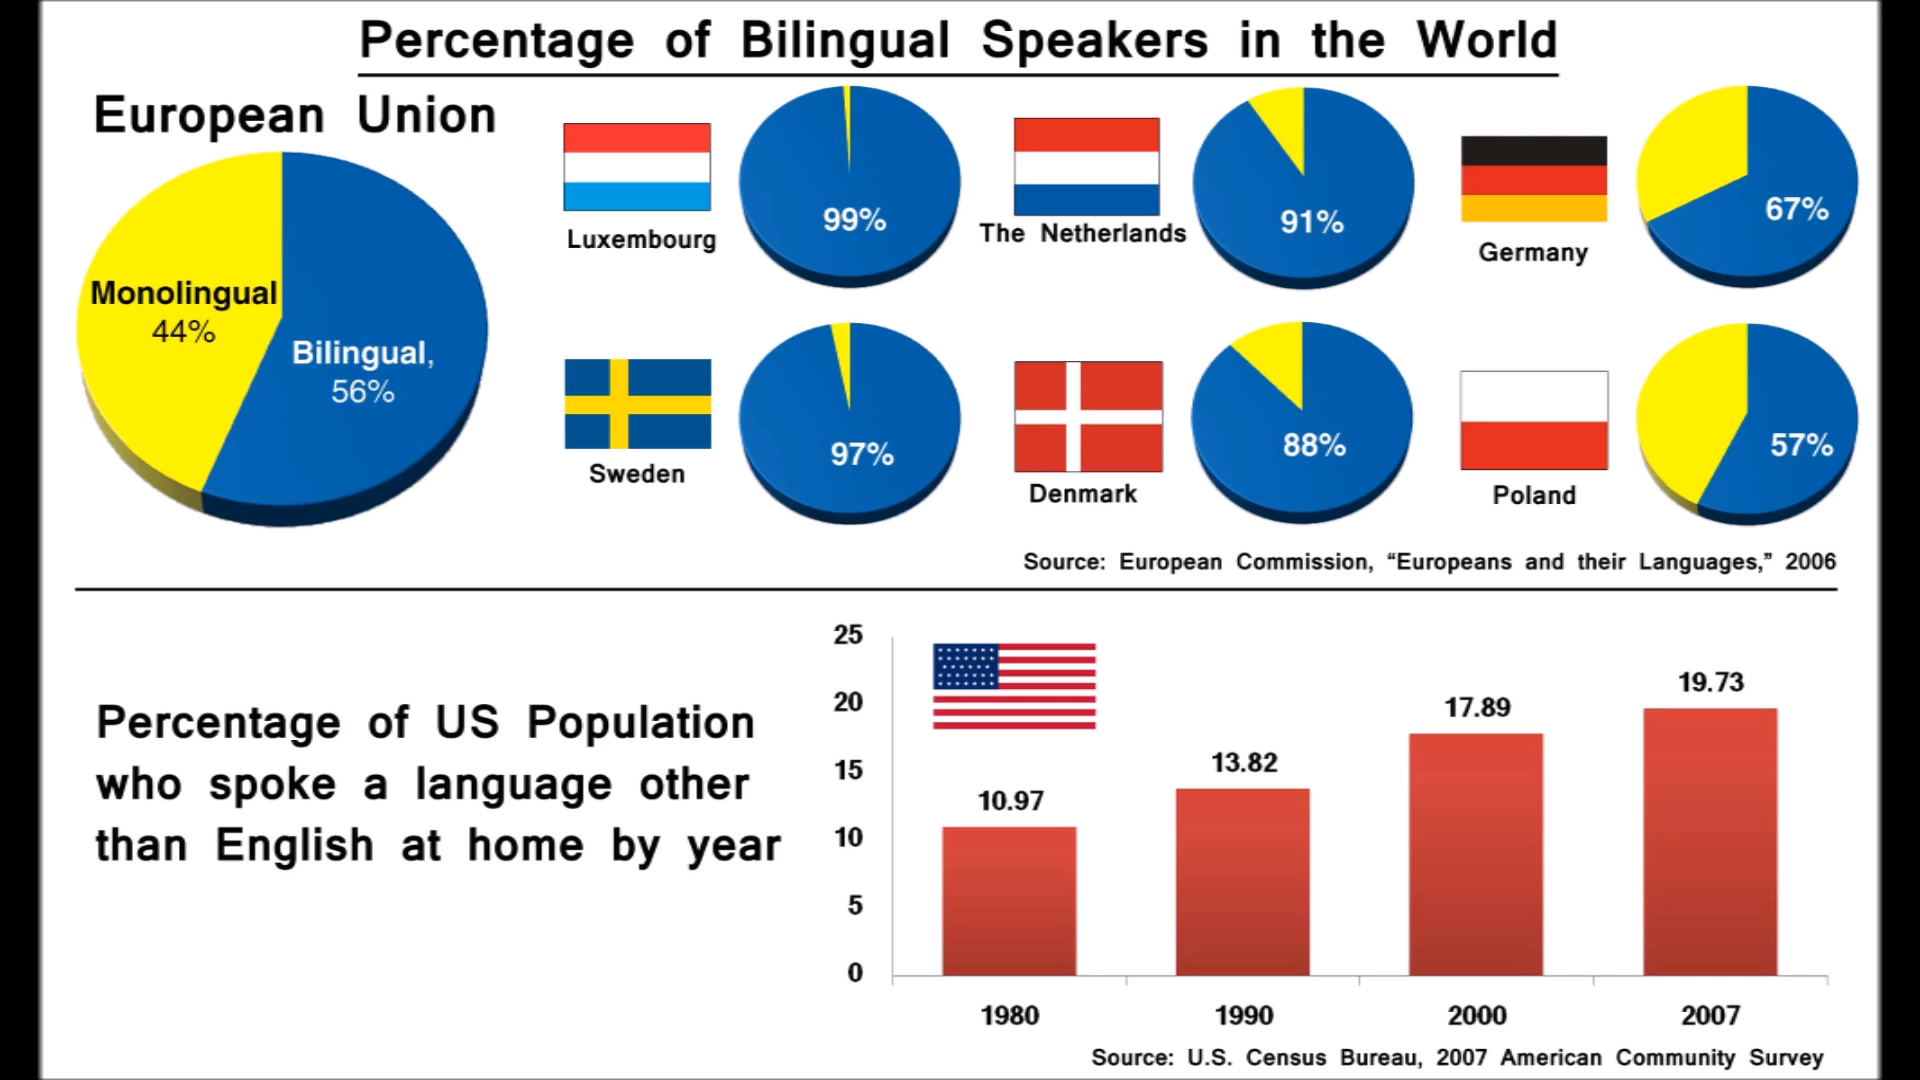 Percentage of Bilingual Speakers in the World
European Union
Monolingual
44%
Bilingual,
56%
Luxembourg
99%
The Netherlands
91%
Germany
67%
Sweden
97%
Denmark
88%
Poland
57%
Source: European Commission, “Europeans and their Languages,” 2006
Percentage of US Population
who spoke a language other
than English at home by year
25
20
15
10
5
0
10.97
13.82
17.89
19.73
1980
1990
2000
2007
Source: U.S. Census Bureau, 2007 American Community Survey